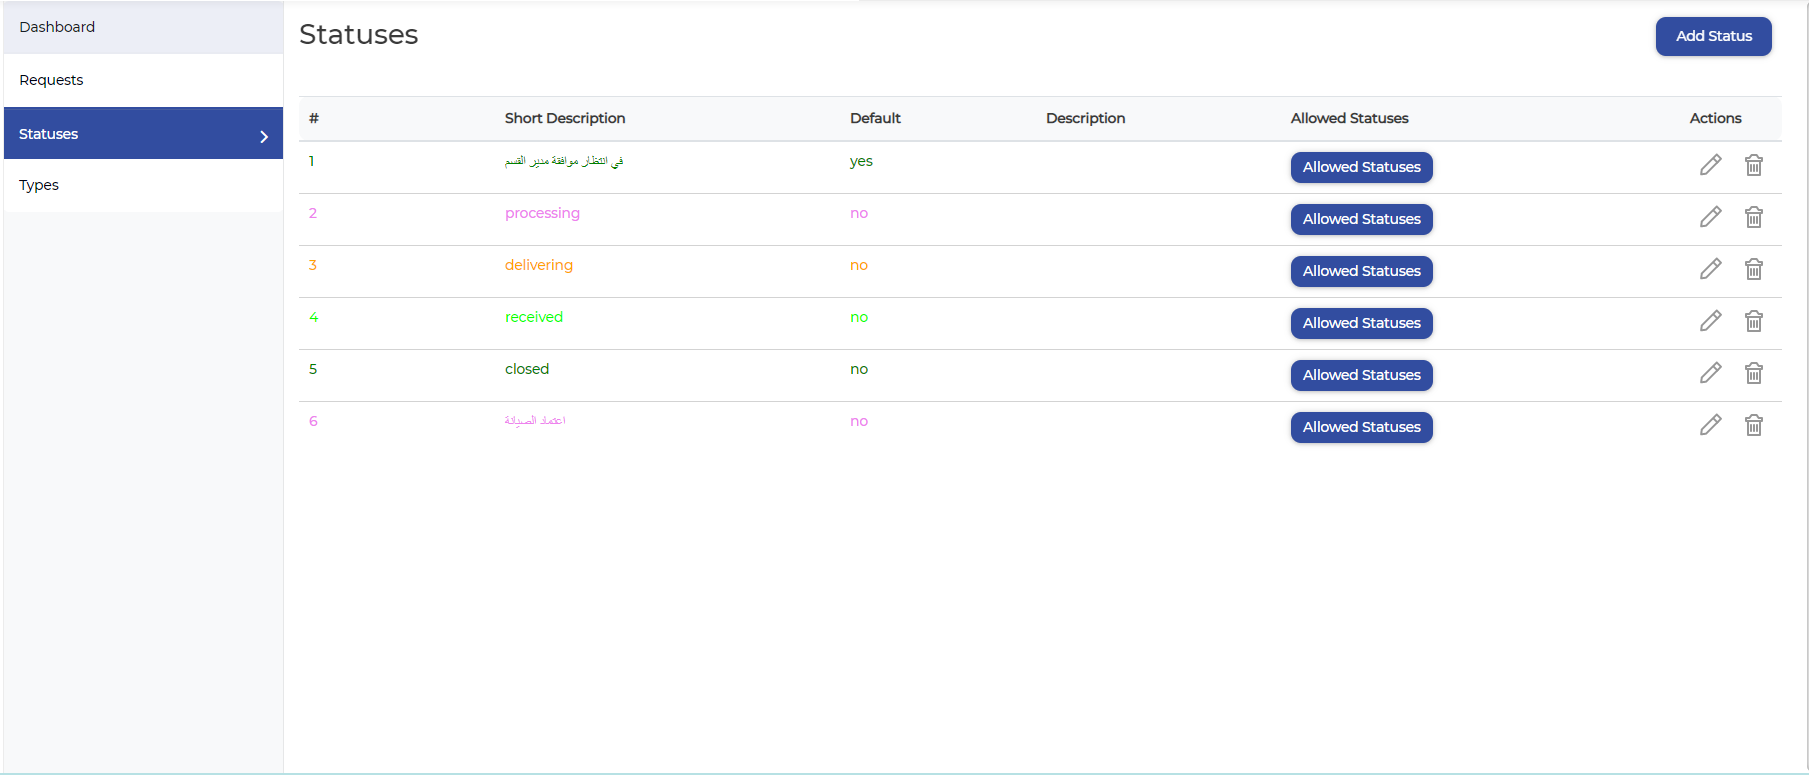 Dashboard
Requests
Statuses
Types
Statuses
Add Status
# Short Description Default Description Allowed Statuses Actions
1 في انتظار موافقة مدير القسم yes Allowed Statuses
2 processing no Allowed Statuses
3 delivering no Allowed Statuses
4 received no Allowed Statuses
5 closed no Allowed Statuses
6 اعتماد الصيانة no Allowed Statuses